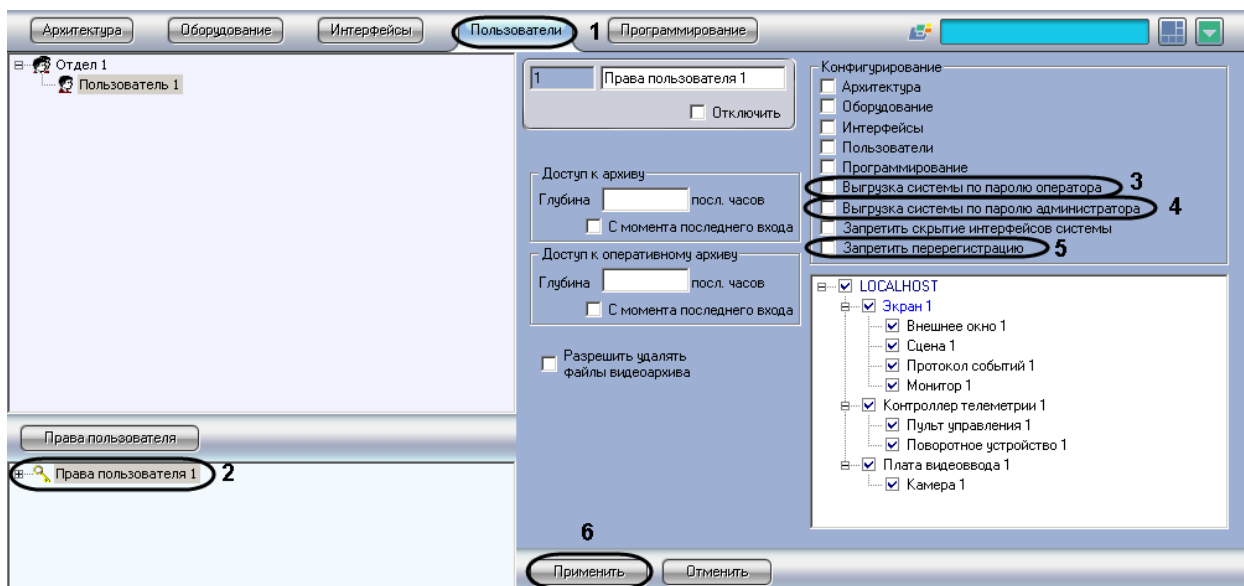 Архитектура Оборудование Интерфейсы Пользователи 1 Программирование
Отдел 1
Пользователь 1
1 Права пользователя 1
Отключить
Доступ к архиву
Глубина посл. часов
С момента последнего входа
Доступ к оперативному архиву
Глубина посл. часов
С момента последнего входа
Разрешить удалять
файлы видеоархива
Конфигурирование
Архитектура
Оборудование
Интерфейсы
Пользователи
Программирование
Выгрузка системы по паролю оператора 3
Выгрузка системы по паролю администратора 4
Запретить скрытие интерфейсов системы
Запретить перерегистрацию 5
LOCALHOST
Экран 1
Внешнее окно 1
Сцена 1
Протокол событий 1
Монитор 1
Контроллер телеметрии 1
Пульт управления 1
Поворотное устройство 1
Плата видеоввода 1
Камера 1
Права пользователя
Права пользователя 1 2
6
Применить Отменить